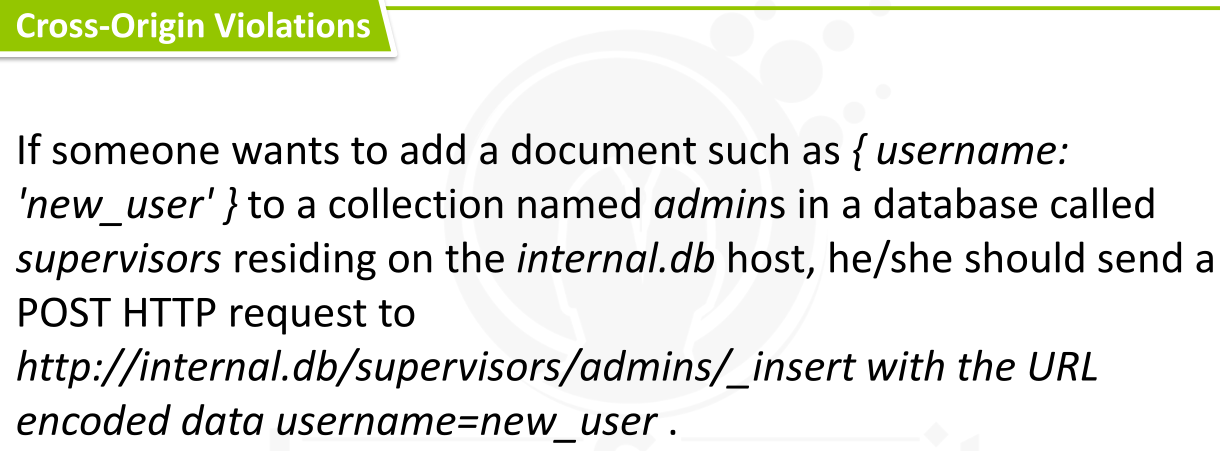 Cross-Origin Violations
If someone wants to add a document such as { username:
'new_user' } to a collection named admins in a database called
supervisors residing on the internal.db host, he/she should send a
POST HTTP request to
http://internal.db/supervisors/admins/_insert with the URL
encoded data username=new_user .